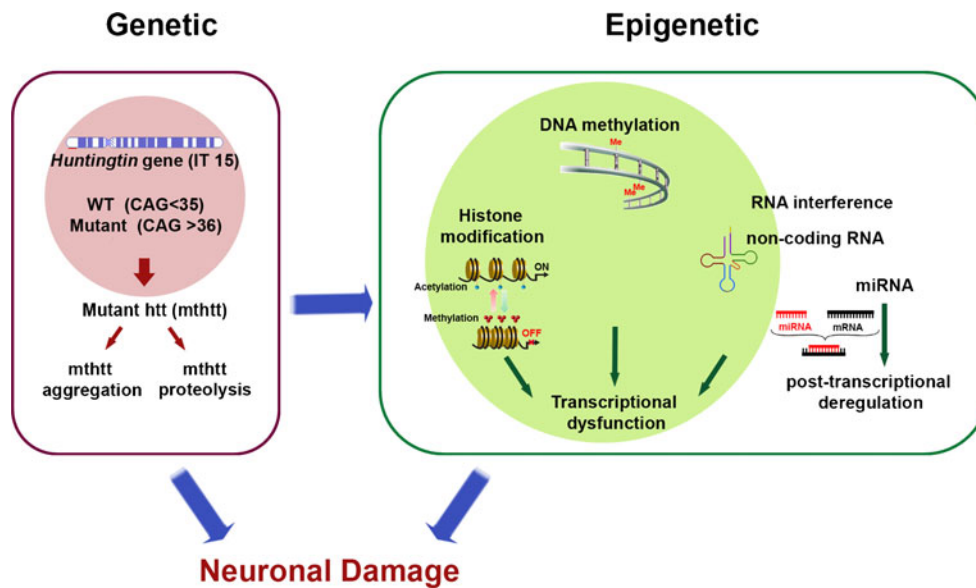 Genetic
Epigenetic
Huntingtin gene (IT 15)
WT (CAG<35)
Mutant (CAG >36)
Mutant htt (mthtt)
mthtt
aggregation
mthtt
proteolysis
DNA methylation
Me
Me
Me
Histone
modification
ON
Acetylation
Methylation
OFF
RNA interference
non-coding RNA
miRNA
miRNA
mRNA
post-transcriptional
deregulation
Transcriptional
dysfunction
Neuronal Damage